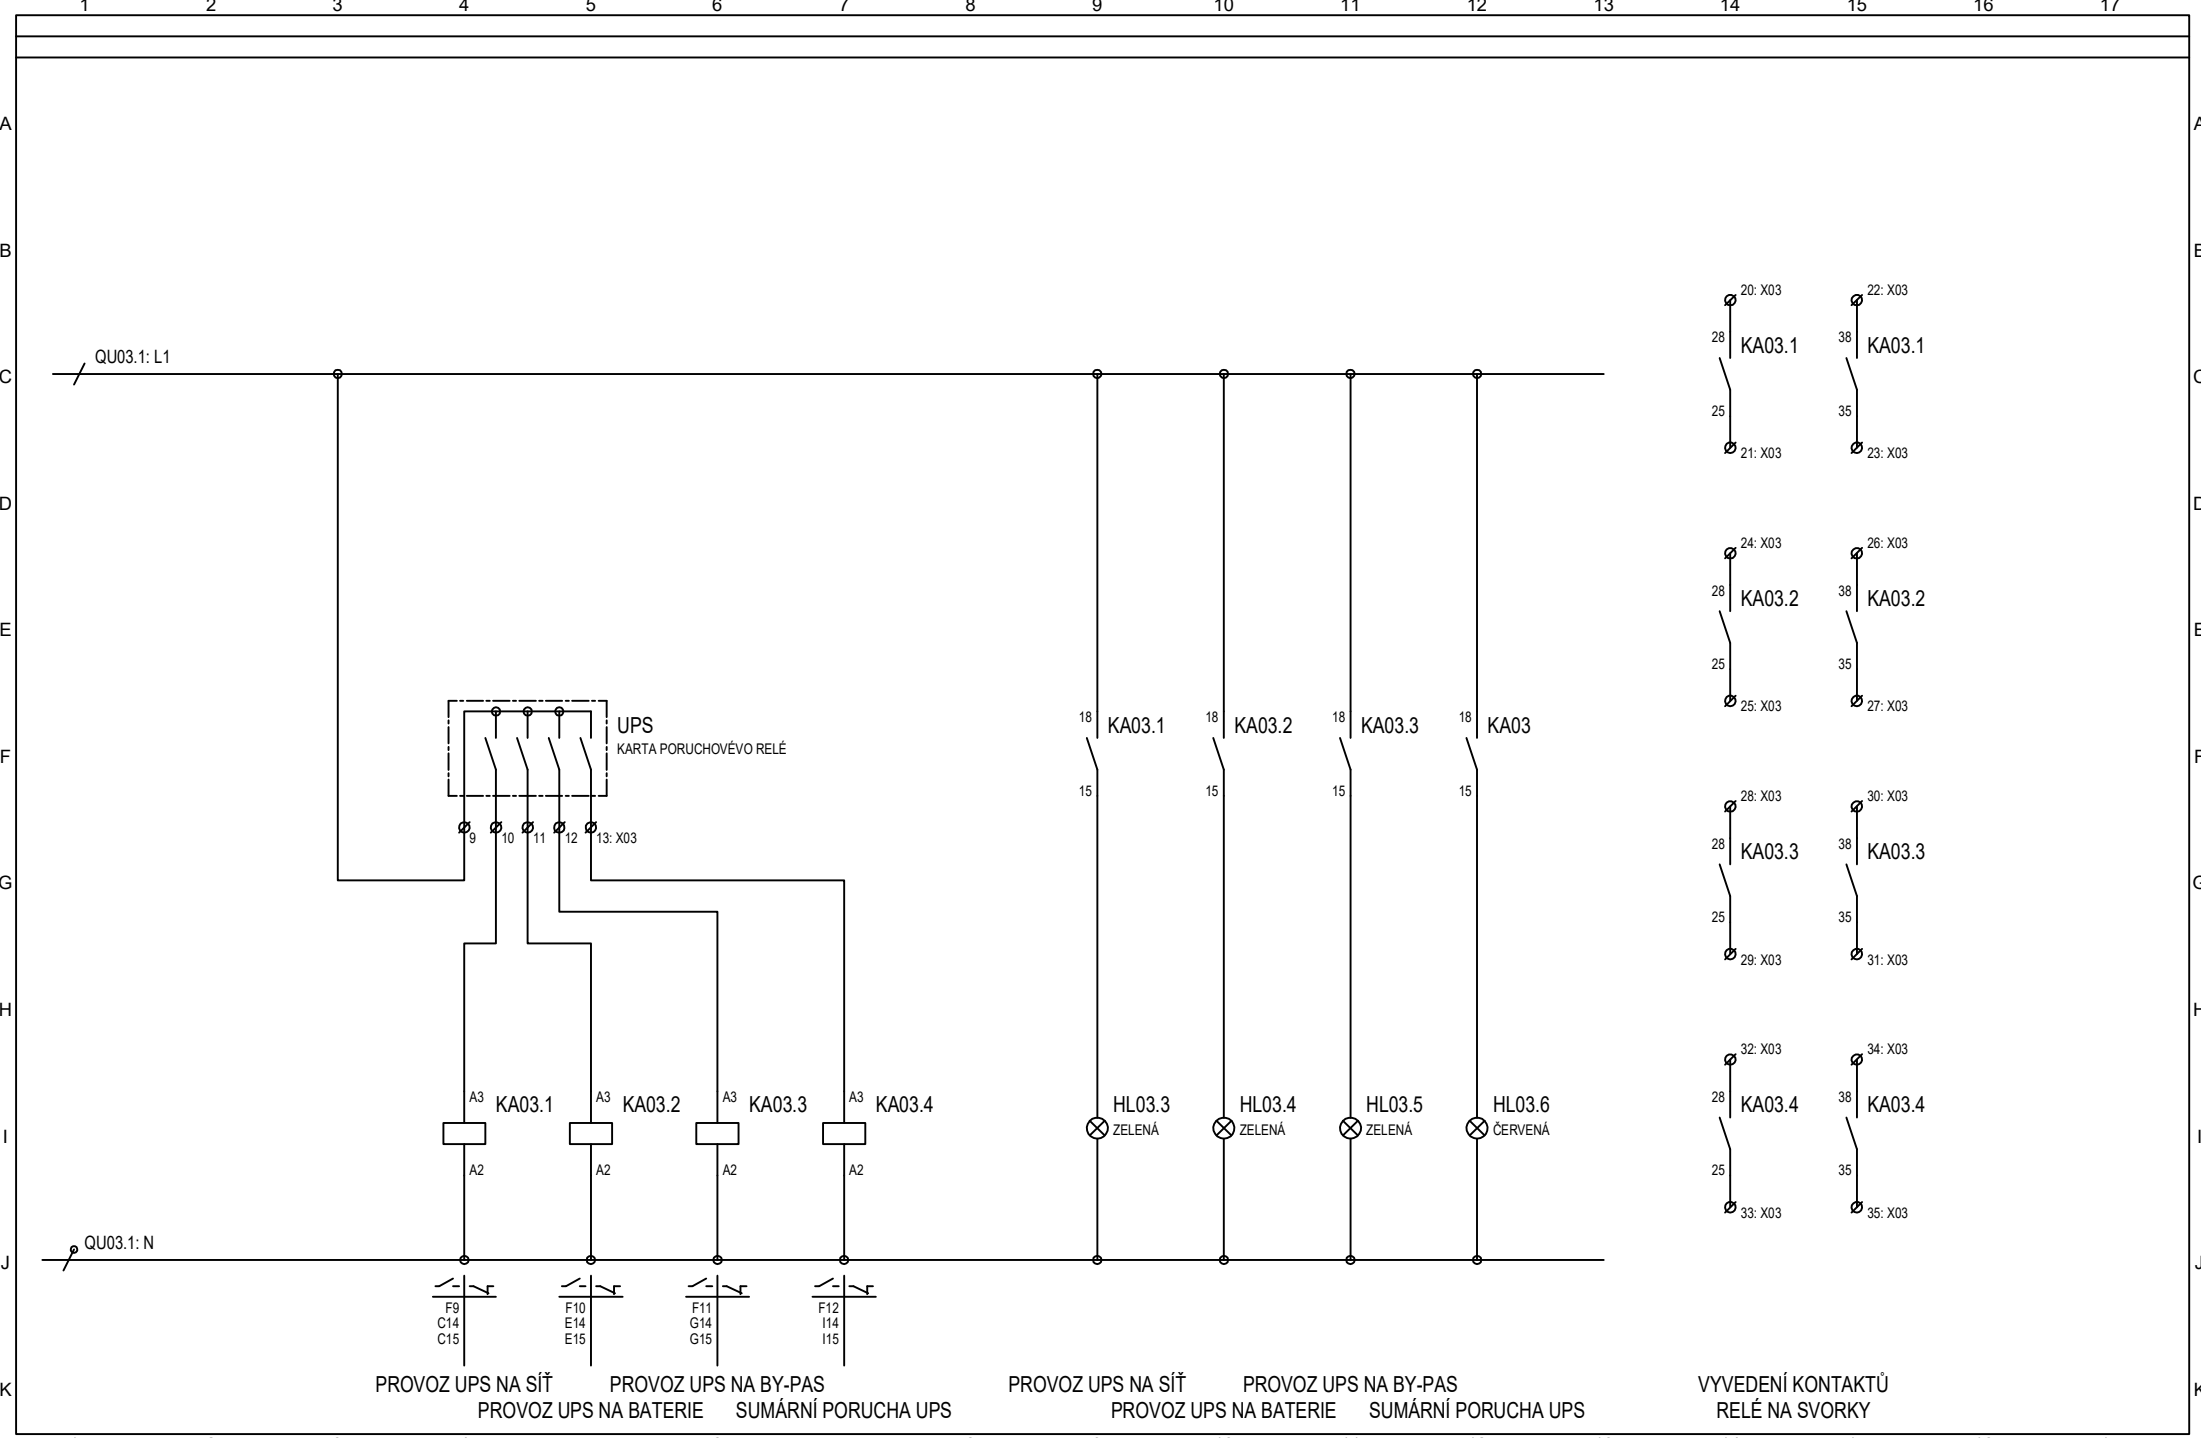 1 2 3 4 5 6 7 8 9 10 11 12 13 14 15 16 17
A A
B B
20: X03 22: X03
28 KA03.1 38 KA03.1
QU03.1: L1
C C
25 35
21: X03 23: X03
D D
24: X03 26: X03
28 KA03.2 38 KA03.2
E E
25 35
25: X03 27: X03
UPS
18 KA03.1 18 KA03.2 18 KA03.3 18 KA03
KARTA PORUCHOVÉVO RELÉ
F F
15 15 15 15
28: X03 30: X03
9 10 11 12 13: X03
28 KA03.3 38 KA03.3
G G
25 35
29: X03 31: X03
H H
32: X03 34: X03
A3 KA03.1 A3 KA03.2 A3 KA03.3 A3 KA03.4
HL03.3 HL03.4 HL03.5 HL03.6
28 KA03.4 38 KA03.4
ZELENÁ ZELENÁ ZELENÁ ČERVENÁ
I I
A2 A2 A2 A2
25 35
33: X03 35: X03
QU03.1: N
J J
F9 F10 F11 F12
C14 E14 G14 I14
C15 E15 G15 I15
K K
PROVOZ UPS NA SÍŤ PROVOZ UPS NA BY-PAS PROVOZ UPS NA SÍŤ PROVOZ UPS NA BY-PAS VYVEDENÍ KONTAKTŮ
PROVOZ UPS NA BATERIE SUMÁRNÍ PORUCHA UPS PROVOZ UPS NA BATERIE SUMÁRNÍ PORUCHA UPS RELÉ NA SVORKY